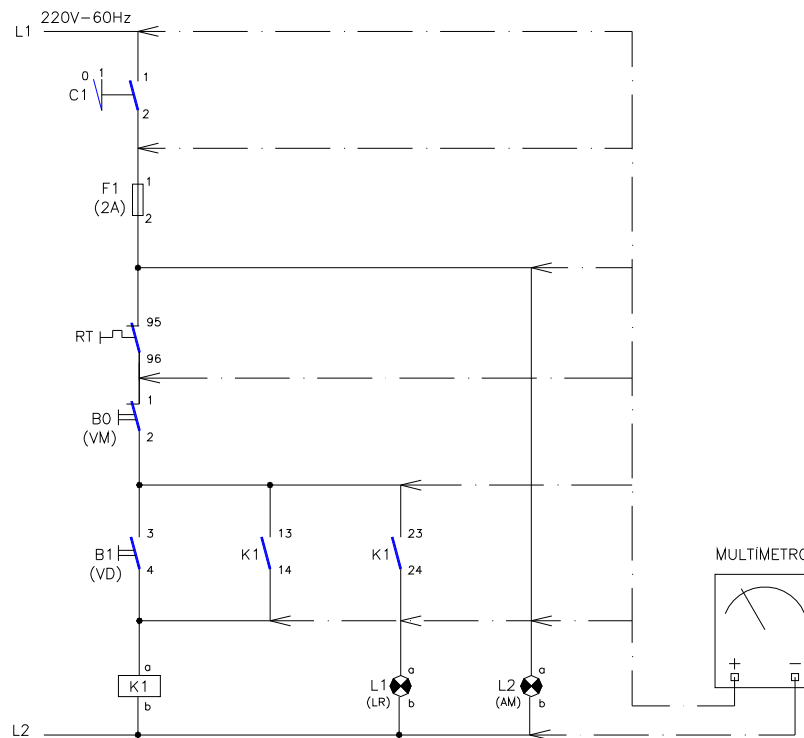 220V-60Hz
L1
0 1
1
C1
2
F1
1
(2A)
2
95
RT
96
1
B0
(VM)
2
3
B1
(VD)
4
13
K1
14
23
K1
24
MULTÍMETRO
+ -
a
K1
b
a
L1
(LR)
b
a
L2
(AM)
b
L2